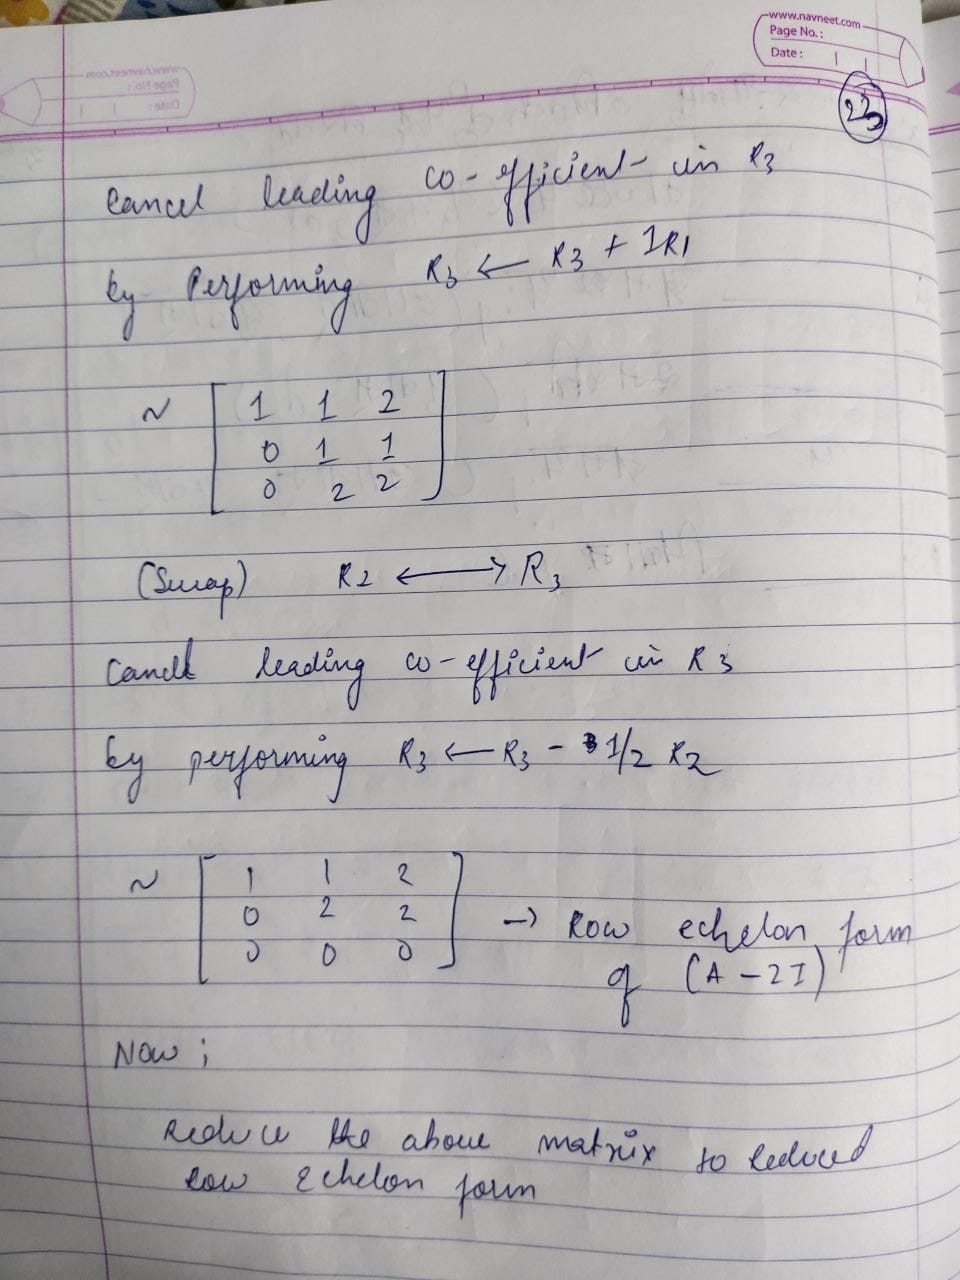 www.navneet.com
Page No.:
Date:
23
Cancel leading co-efficient in R3
by Performing R3 ← R3 + 1R1
~ [ 1 1 2
0 1 1
0 2 2 ]
(Swap) R2 ⟷ R3
Cancel leading co-efficient in R3
by performing R3 ← R3 - 1/2 R2
~ [ 1 1 2
0 2 2
0 0 0 ] → Row echelon form
of (A - 2I)
Now ;
Reduce the above matrix to reduced
row Echelon form